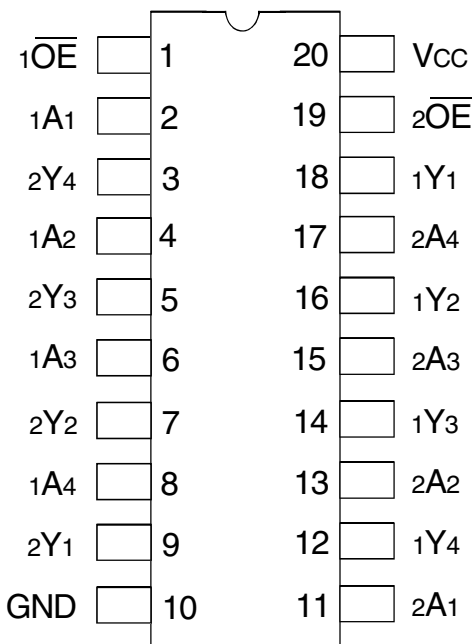 1O̅E̅ 1 20 VCC
1A1 2 19 2O̅E̅
2Y4 3 18 1Y1
1A2 4 17 2A4
2Y3 5 16 1Y2
1A3 6 15 2A3
2Y2 7 14 1Y3
1A4 8 13 2A2
2Y1 9 12 1Y4
GND 10 11 2A1